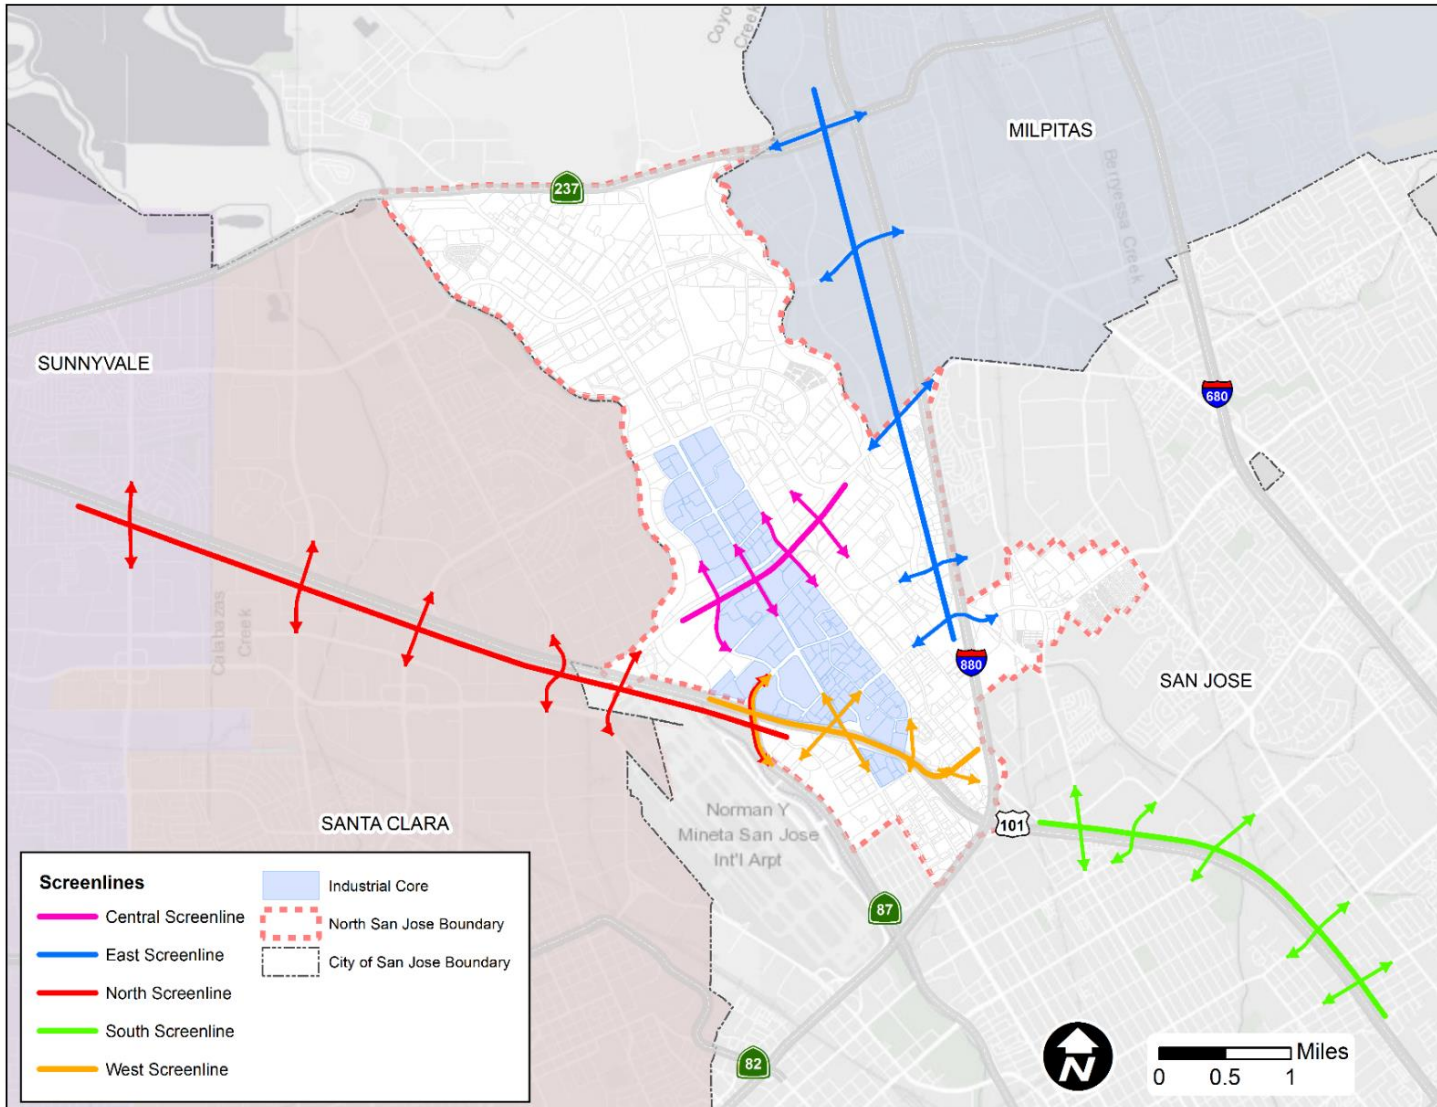 Coyo
Creek
MILPITAS
237
Berryessa Creek
SUNNYVALE
680
Calabazas
Creek
880
SAN JOSE
SANTA CLARA
Norman Y
Mineta San Jose
Int'l Arpt
101
87
82
Screenlines
Central Screenline
East Screenline
North Screenline
South Screenline
West Screenline
Industrial Core
North San Jose Boundary
City of San Jose Boundary
N
Miles
0 0.5 1